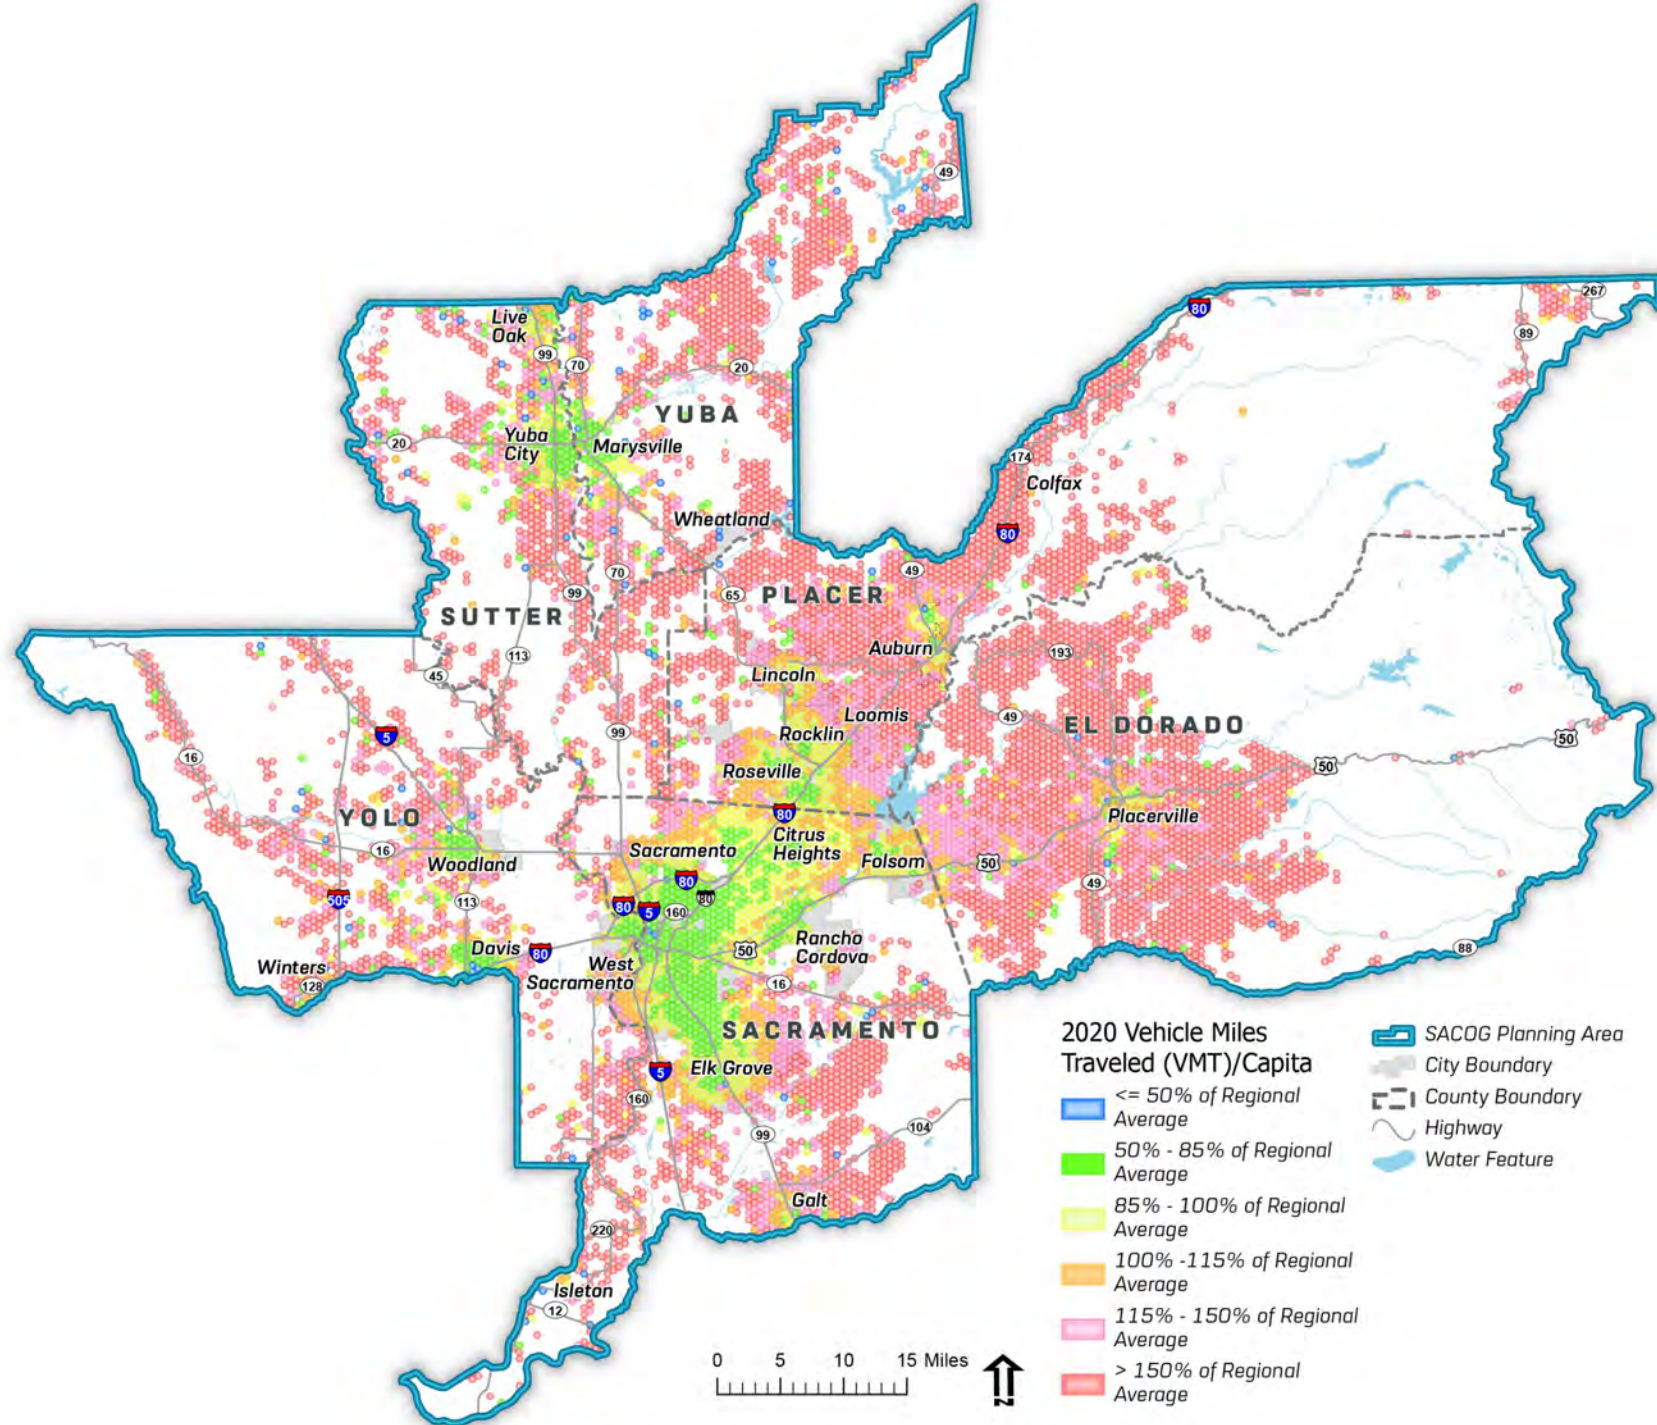 49
267
80
89
Live
Oak
99
70
20
YUBA
20
Yuba
City
Marysville
174
Colfax
Wheatland
80
49
70
99
65
PLACER
SUTTER
113
45
Auburn
193
Lincoln
49
Loomis
EL DORADO
Rocklin
99
5
50
16
Roseville
50
YOLO
80
Placerville
Citrus
Heights
16
Woodland
Sacramento
Folsom
50
80
49
505
113
80
5
160
80
Rancho
Cordova
Davis
80
50
88
West
Sacramento
Winters
128
16
SACRAMENTO
5
Elk Grove
160
99
104
Galt
220
Isleton
12
2020 Vehicle Miles
Traveled (VMT)/Capita
<= 50% of Regional
Average
50% - 85% of Regional
Average
85% - 100% of Regional
Average
100% -115% of Regional
Average
115% - 150% of Regional
Average
> 150% of Regional
Average
SACOG Planning Area
City Boundary
County Boundary
Highway
Water Feature
0 5 10 15 Miles
N